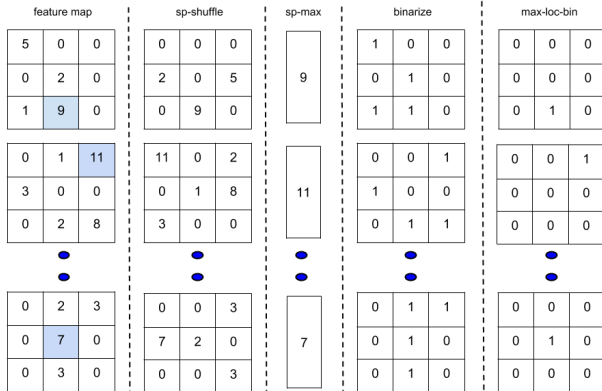 feature map sp-shuffle sp-max binarize max-loc-bin
5 0 0 0 0 0 1 0 0 0 0 0
0 2 0 2 0 5 9 0 1 0 0 0 0
1 9 0 0 9 0 1 1 0 0 1 0
0 1 11 11 0 2 0 0 1 0 0 1
3 0 0 0 1 8 11 1 0 0 0 0 0
0 2 8 3 0 0 0 1 1 0 0 0
0 2 3 0 0 3 0 1 1 0 0 0
0 7 0 7 2 0 7 0 1 0 0 1 0
0 3 0 0 0 3 0 1 0 0 0 0